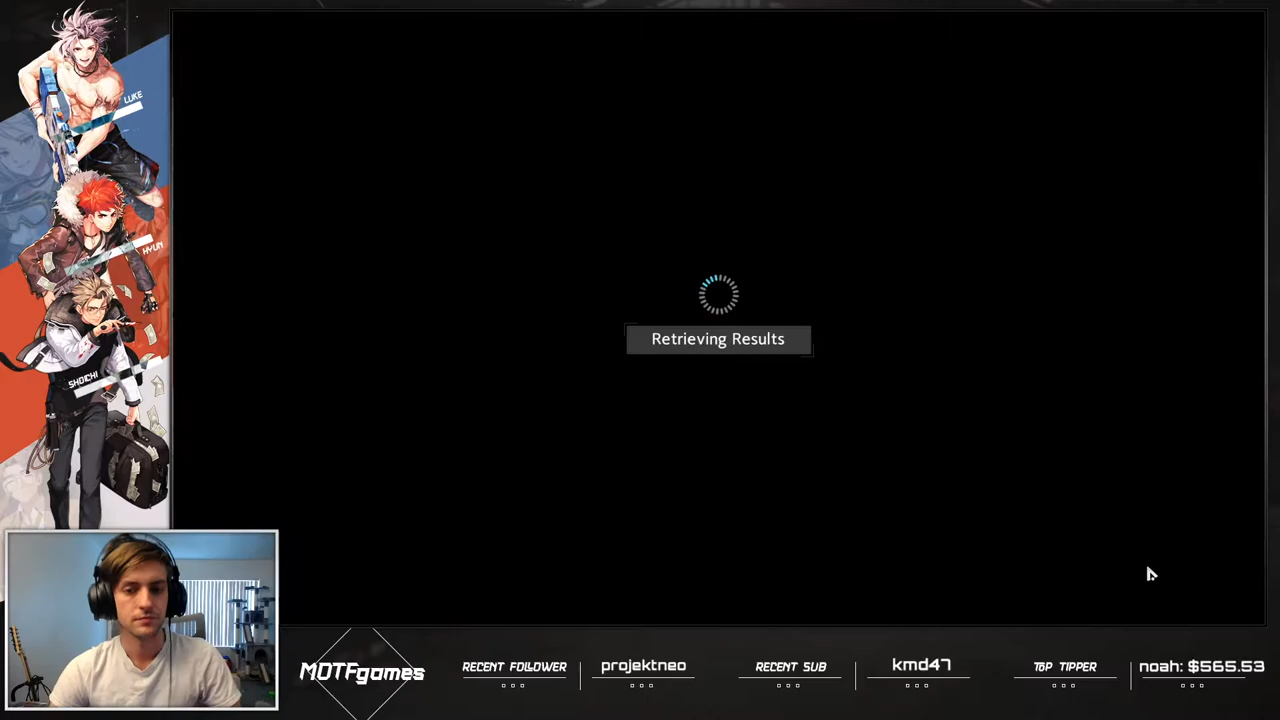 LUKE
HYUN
SHOICHI
Retrieving Results
MOTFgames
RECENT FOLLOWER
projektneo
RECENT SUB
kmd47
TOP TIPPER
noah: $565.53